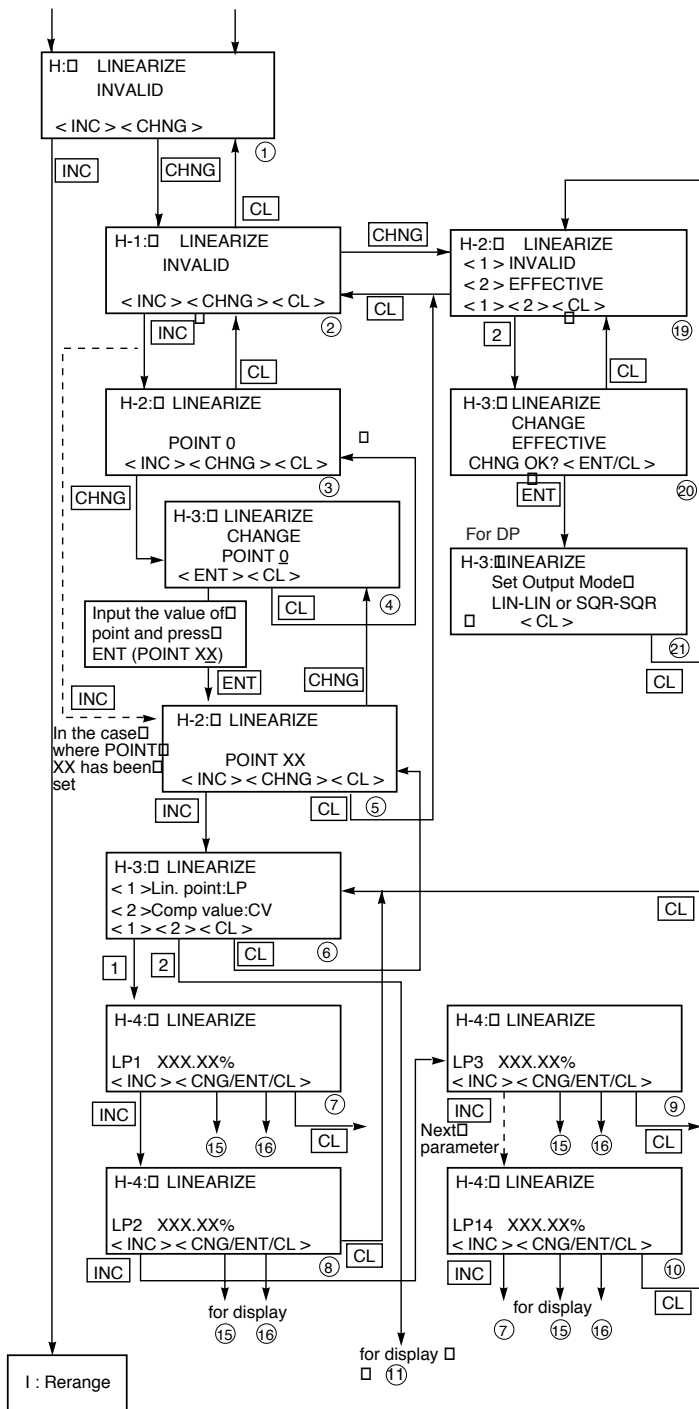 H:□ LINEARIZE
INVALID
< INC > < CHNG >
①
INC
CHNG
CL
H-1:□ LINEARIZE
INVALID
< INC > < CHNG > < CL >
②
CHNG
CL
H-2:□ LINEARIZE
< 1 > INVALID
< 2 > EFFECTIVE
< 1 > < 2 > < CL >
⑲
INC
CL
2
CL
H-2:□ LINEARIZE
POINT 0
< INC > < CHNG > < CL >
③
H-3:□ LINEARIZE
CHANGE
EFFECTIVE
CHNG OK? < ENT/CL >
⑳
CHNG
ENT
H-3:□ LINEARIZE
CHANGE
POINT 0
< ENT > < CL >
④
For DP
H-3:□LINEARIZE
Set Output Mode□
LIN-LIN or SQR-SQR
□ < CL >
㉑
CL
Input the value of□
point and press□
ENT (POINT XX)
CL
ENT
CHNG
INC
In the case□
where POINT□
XX has been□
set
H-2:□ LINEARIZE
POINT XX
< INC > < CHNG > < CL >
⑤
INC
CL
H-3:□ LINEARIZE
< 1 >Lin. point:LP
< 2 >Comp value:CV
< 1 > < 2 > < CL >
⑥
CL
1
2
CL
H-4:□ LINEARIZE
LP1 XXX.XX%
< INC > < CNG/ENT/CL >
⑦
INC
⑮
⑯
CL
H-4:□ LINEARIZE
LP3 XXX.XX%
< INC > < CNG/ENT/CL >
⑨
INC
Next□
parameter
⑮
⑯
CL
H-4:□ LINEARIZE
LP2 XXX.XX%
< INC > < CNG/ENT/CL >
⑧
INC
CL
for display
⑮
⑯
H-4:□ LINEARIZE
LP14 XXX.XX%
< INC > < CNG/ENT/CL >
⑩
INC
CL
for display
⑦
⑮
⑯
for display □
□ ⑪
I : Rerange